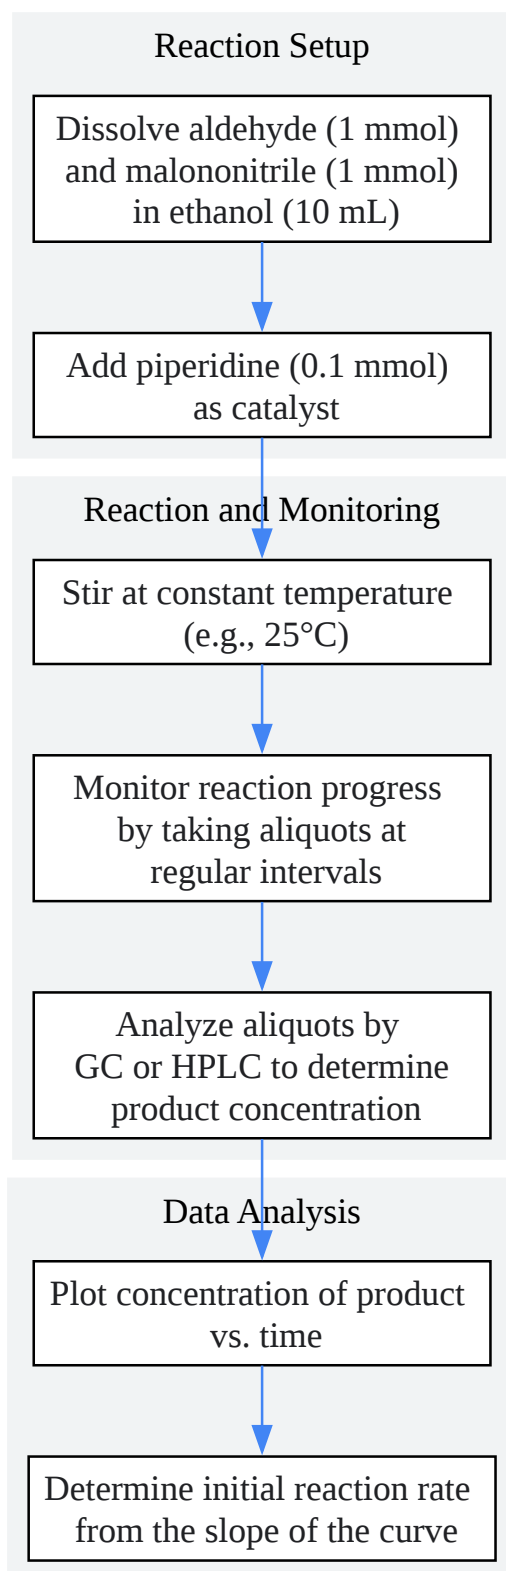 Reaction Setup
Dissolve aldehyde (1 mmol)
and malononitrile (1 mmol)
in ethanol (10 mL)
Add piperidine (0.1 mmol)
as catalyst
Reaction and Monitoring
Stir at constant temperature
(e.g., 25°C)
Monitor reaction progress
by taking aliquots at
regular intervals
Analyze aliquots by
GC or HPLC to determine
product concentration
Data Analysis
Plot concentration of product
vs. time
Determine initial reaction rate
from the slope of the curve